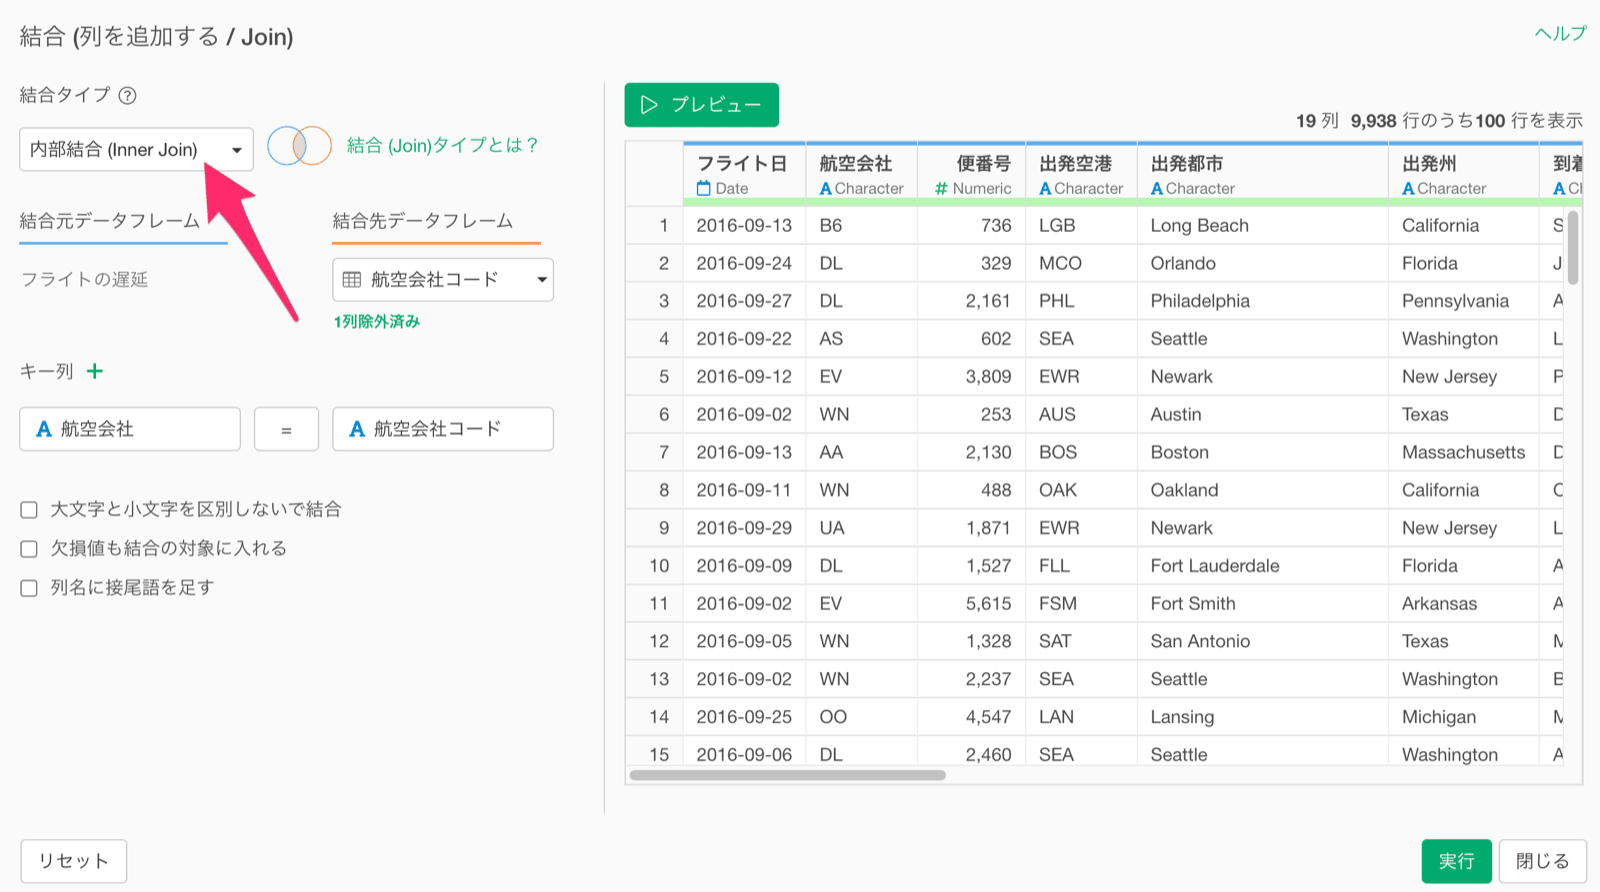 結合 (列を追加する / Join)
ヘルプ
結合タイプ ?
内部結合 (Inner Join)
結合 (Join)タイプとは？
結合元データフレーム
結合先データフレーム
フライトの遅延
航空会社コード
1列除外済み
キー列 +
A 航空会社
=
A 航空会社コード
大文字と小文字を区別しないで結合
欠損値も結合の対象に入れる
列名に接尾語を足す
プレビュー
19 列 9,938 行のうち100 行を表示
フライト日 航空会社 便番号 出発空港 出発都市 出発州 到着
Date A Character # Numeric A Character A Character A Character A
1 2016-09-13 B6 736 LGB Long Beach California S
2 2016-09-24 DL 329 MCO Orlando Florida J
3 2016-09-27 DL 2,161 PHL Philadelphia Pennsylvania A
4 2016-09-22 AS 602 SEA Seattle Washington L
5 2016-09-12 EV 3,809 EWR Newark New Jersey P
6 2016-09-02 WN 253 AUS Austin Texas D
7 2016-09-13 AA 2,130 BOS Boston Massachusetts D
8 2016-09-11 WN 488 OAK Oakland California
9 2016-09-29 UA 1,871 EWR Newark New Jersey L
10 2016-09-09 DL 1,527 FLL Fort Lauderdale Florida A
11 2016-09-02 EV 5,615 FSM Fort Smith Arkansas A
12 2016-09-05 WN 1,328 SAT San Antonio Texas M
13 2016-09-02 WN 2,237 SEA Seattle Washington B
14 2016-09-25 OO 4,547 LAN Lansing Michigan M
15 2016-09-06 DL 2,460 SEA Seattle Washington A
リセット
実行
閉じる